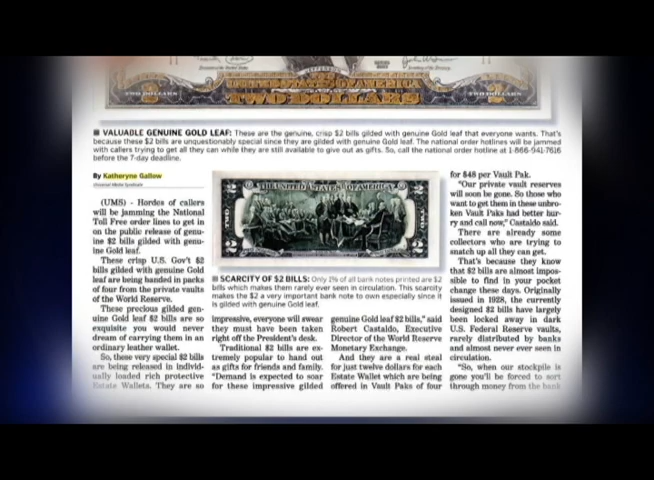 TWO DOLLARS
UNITED STATES OF AMERICA
TWO DOLLARS
TWO DOLLARS
VALUABLE GENUINE GOLD LEAF: These are the genuine, crisp $2 bills gilded with genuine Gold leaf that everyone wants. That's
because these $2 bills are unquestionably special since they are gilded with genuine Gold leaf. The national order hotlines will be jammed
with callers trying to get all they can while they are still available to give out as gifts. So, call the national order hotline at 1-866-941-7616
before the 7-day deadline.
By Katheryne Gallow
Universal Media Syndicate
(UMS) - Hordes of callers
will be jamming the National
Toll Free order lines to get in
on the public release of genu-
ine $2 bills gilded with genu-
ine Gold leaf.
These crisp U.S. Gov't $2
bills gilded with genuine Gold
leaf are being handed in packs
of four from the private vaults
of the World Reserve.
These precious gilded gen-
uine Gold leaf $2 bills are so
exquisite you would never
dream of carrying them in an
ordinary leather wallet.
So, these very special $2 bills
are being released in individ-
ually loaded rich protective
Estate Wallets. They are so
2
THE UNITED STATES OF AMERICA
2
TWO
TWO
2
2
SCARCITY OF $2 BILLS: Only 1% of all bank notes printed are $2
bills which makes them rarely ever seen in circulation. This scarcity
makes the $2 a very important bank note to own especially since it
is gilded with genuine Gold leaf.
impressive, everyone will swear
they must have been taken
right off the President's desk.
Traditional $2 bills are ex-
tremely popular to hand out
as gifts for friends and family.
"Demand is expected to soar
for these impressive gilded
genuine Gold leaf $2 bills," said
Robert Castaldo, Executive
Director of the World Reserve
Monetary Exchange.
And they are a real steal
for just twelve dollars for each
Estate Wallet which are being
offered in Vault Paks of four
for $48 per Vault Pak.
"Our private vault reserves
will soon be gone. So those who
want to get them in these unbro-
ken Vault Paks had better hur-
ry and call now," Castaldo said.
There are already some
collectors who are trying to
snatch up all they can get.
That's because they know
that $2 bills are almost impos-
sible to find in your pocket
change these days. Originally
issued in 1928, the currently
designed $2 bills have largely
been locked away in dark
U.S. Federal Reserve vaults,
rarely distributed by banks
and almost never ever seen in
circulation.
"So, when our stockpile is
gone you'll be forced to sort
through money from the bank